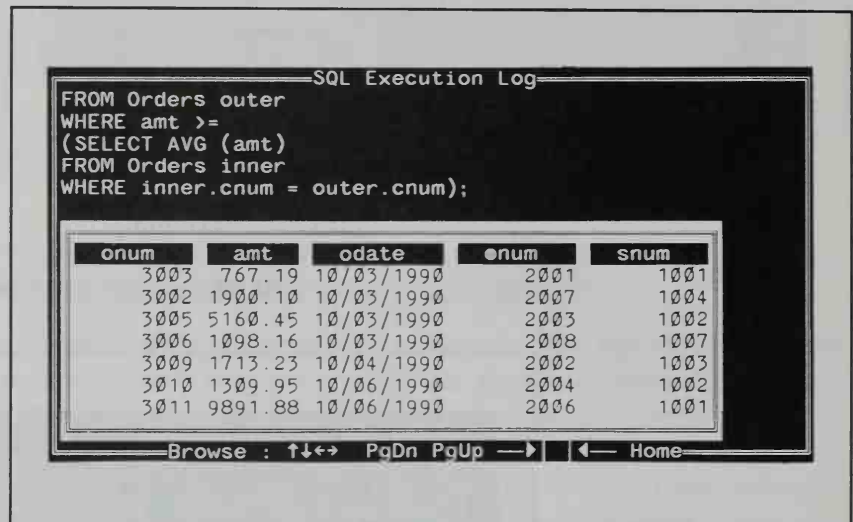 SQL Execution Log
FROM Orders outer
WHERE amt >=
(SELECT AVG (amt)
FROM Orders inner
WHERE inner.cnum = outer.cnum);
onum amt odate cnum snum
3003 767.19 10/03/1990 2001 1001
3002 1900.10 10/03/1990 2007 1004
3005 5160.45 10/03/1990 2003 1002
3006 1098.16 10/03/1990 2008 1007
3009 1713.23 10/04/1990 2002 1003
3010 1309.95 10/06/1990 2004 1002
3011 9891.88 10/06/1990 2006 1001
Browse : ↑↓←→ PgDn PgUp —▶| |◀— Home